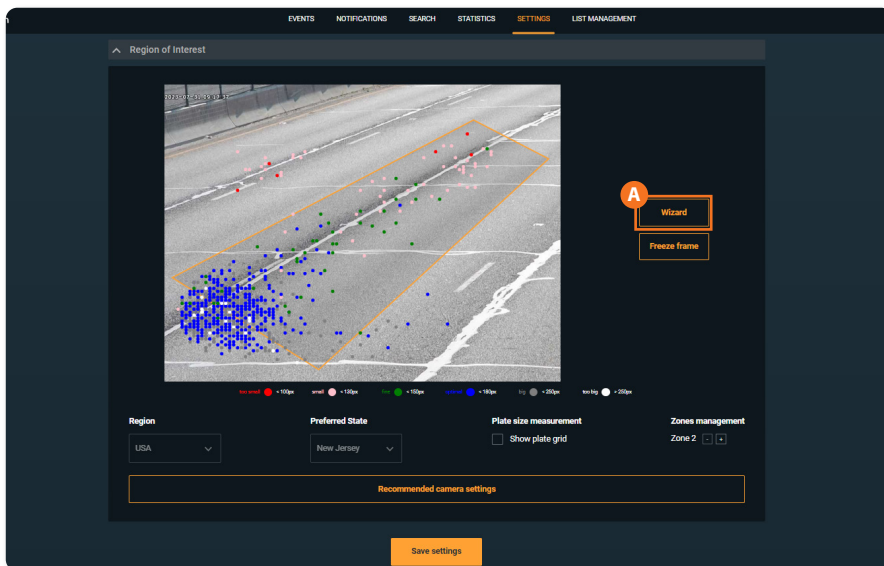 EVENTS NOTIFICATIONS SEARCH STATISTICS SETTINGS LIST MANAGEMENT
Region of Interest
A
Wizard
Freeze frame
too small < 100px small < 130px fine < 150px < 180px big < 250px too big > 250px
Region Preferred State Plate size measurement Zones management
USA New Jersey Show plate grid Zone 2 - +
Recommended camera settings
Save settings